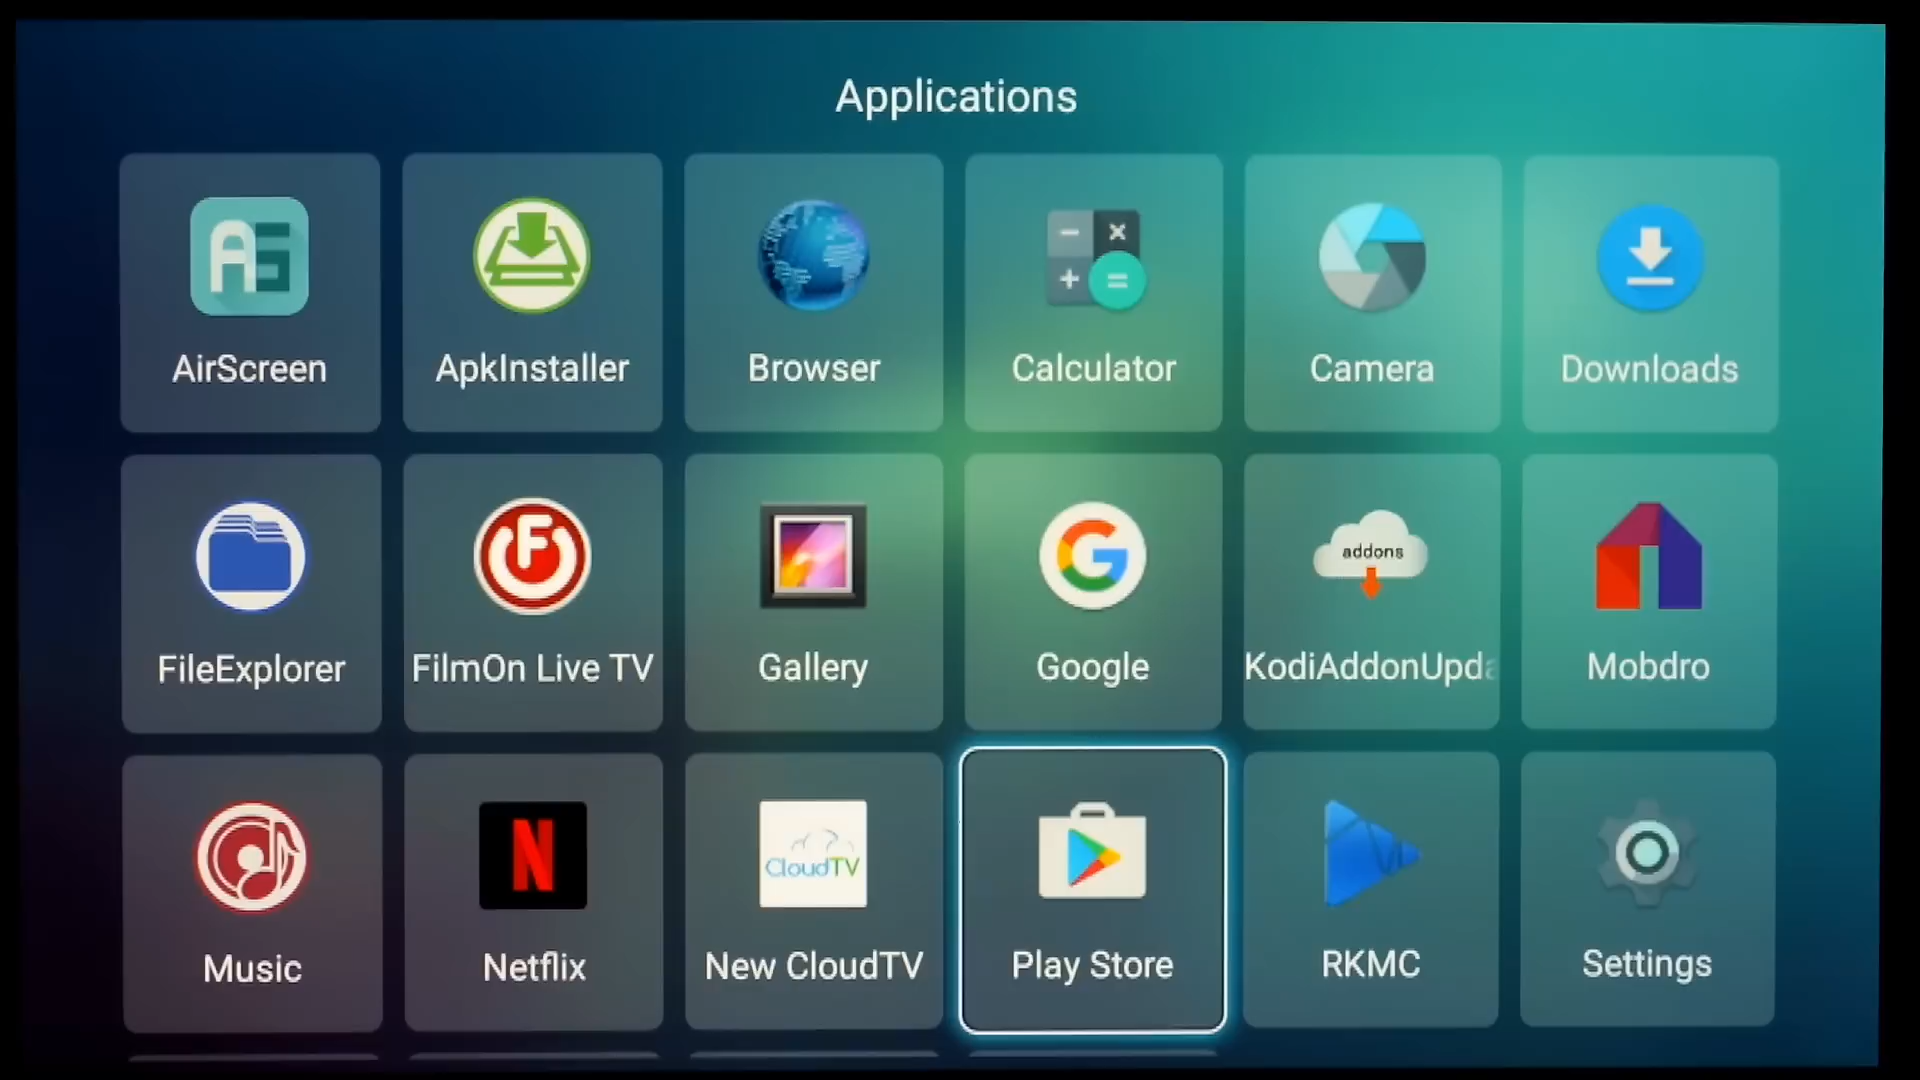 Applications
AirScreen
ApkInstaller
Browser
Calculator
Camera
Downloads
FileExplorer
FilmOn Live TV
Gallery
Google
addons
KodiAddonUpda
Mobdro
Music
Netflix
CloudTV
New CloudTV
Play Store
RKMC
Settings